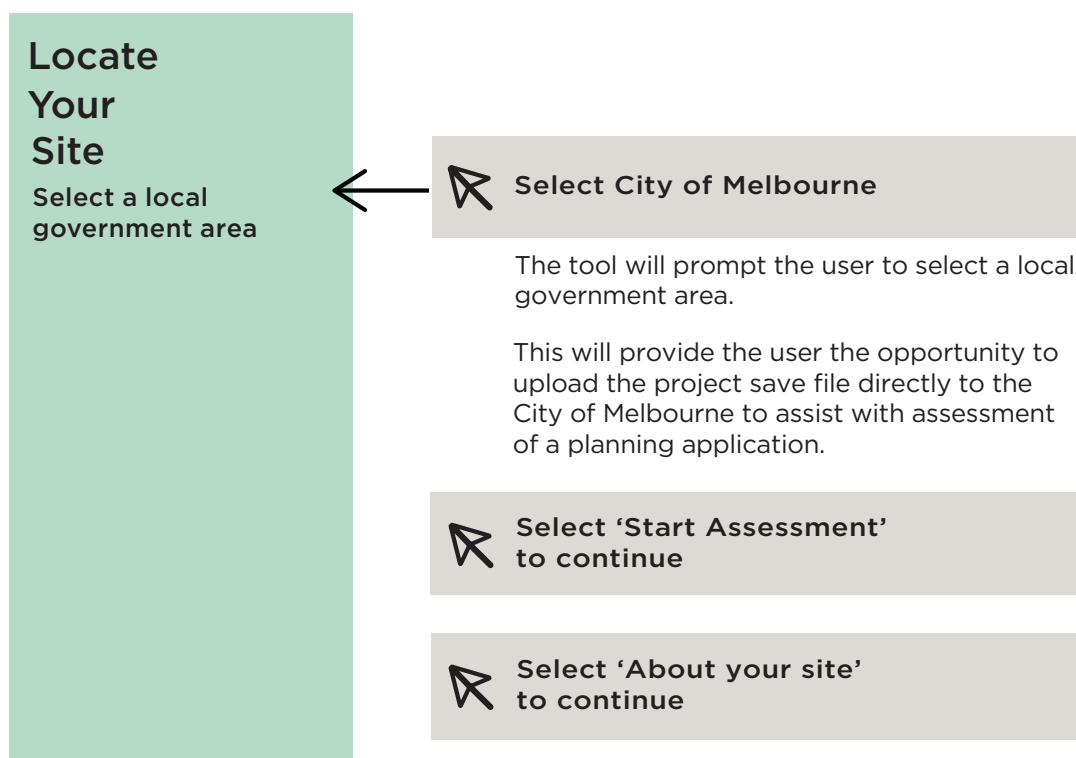 Locate
Your
Site
Select a local
government area
Select City of Melbourne
The tool will prompt the user to select a local
government area.
This will provide the user the opportunity to
upload the project save file directly to the
City of Melbourne to assist with assessment
of a planning application.
Select ‘Start Assessment’
to continue
Select ‘About your site’
to continue